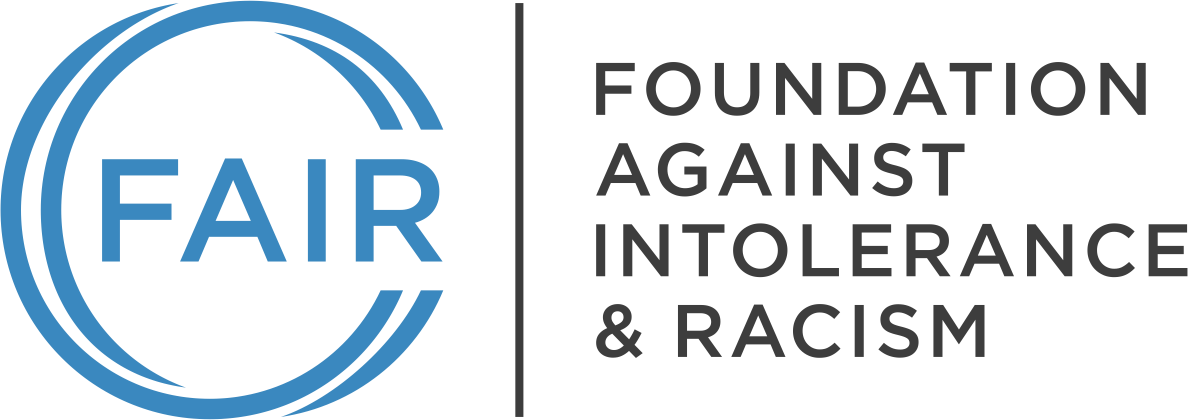 FAIR
FOUNDATION
AGAINST
INTOLERANCE
& RACISM